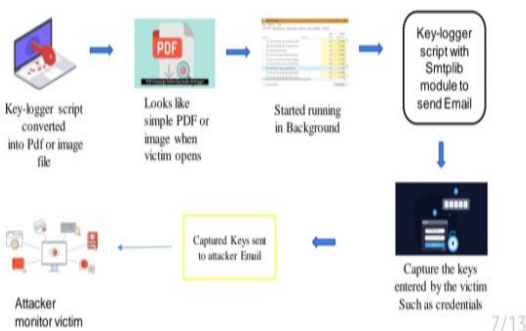 PDF
Key-logger
script with
Smtplib
module to
send Email
Key-logger script
converted
into Pdf or image
file
Looks like
simple PDF or
image when
victim opens
Started running
in Background
Captured Keys sent
to attacker Email
Capture the keys
entered by the victim
Such as credentials
Attacker
monitor victim
7/13